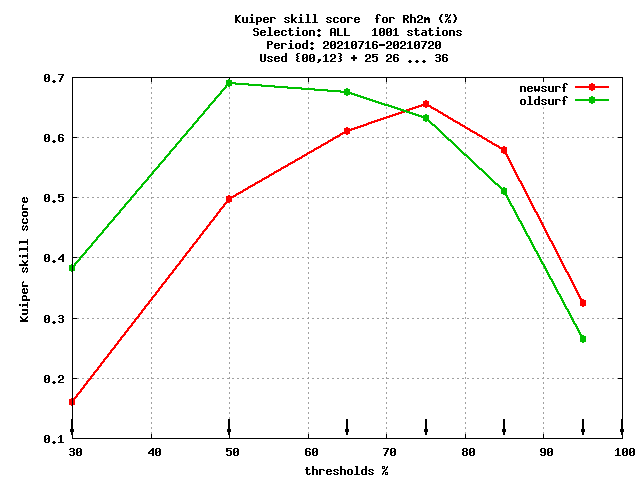 Kuiper skill score  for Rh2m (%)
Selection: ALL   1001 stations
Period: 20210716-20210720
Used {00,12} + 25 26 ... 36
newsurf
oldsurf
0.7
0.6
0.5
0.4
0.3
0.2
0.1
Kuiper skill score
30 40 50 60 70 80 90 100
thresholds %